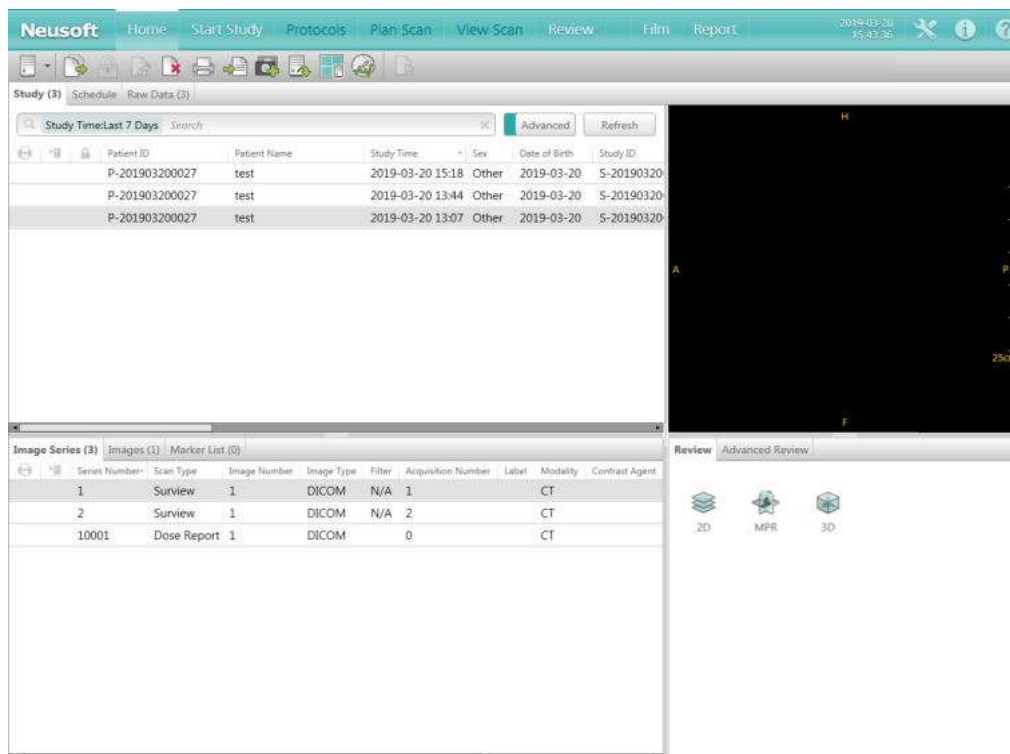 Neusoft Home Start Study Protocols Plan Scan View Scan Review Film Report 2019-03-20
15:43:36
Study (3) Schedule Raw Data (3)
Study Time:Last 7 Days Search Advanced Refresh
Patient ID Patient Name Study Time Sex Date of Birth Study ID
P-201903200027 test 2019-03-20 15:18 Other 2019-03-20 S-20190320
P-201903200027 test 2019-03-20 13:44 Other 2019-03-20 S-20190320
P-201903200027 test 2019-03-20 13:07 Other 2019-03-20 S-20190320
H
A
P
25c
F
Image Series (3) Images (1) Marker List (0)
Series Number Scan Type Image Number Image Type Filter Acquisition Number Label Modality Contrast Agent
1 Surview 1 DICOM N/A 1 CT
2 Surview 1 DICOM N/A 2 CT
10001 Dose Report 1 DICOM 0 CT
Review Advanced Review
2D MPR 3D